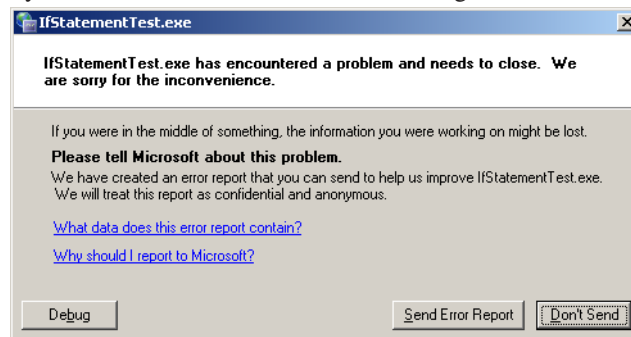 IfStatementTest.exe
IfStatementTest.exe has encountered a problem and needs to close. We
are sorry for the inconvenience.
If you were in the middle of something, the information you were working on might be lost.
Please tell Microsoft about this problem.
We have created an error report that you can send to help us improve IfStatementTest.exe.
We will treat this report as confidential and anonymous.
What data does this error report contain?
Why should I report to Microsoft?
Debug Send Error Report Don't Send